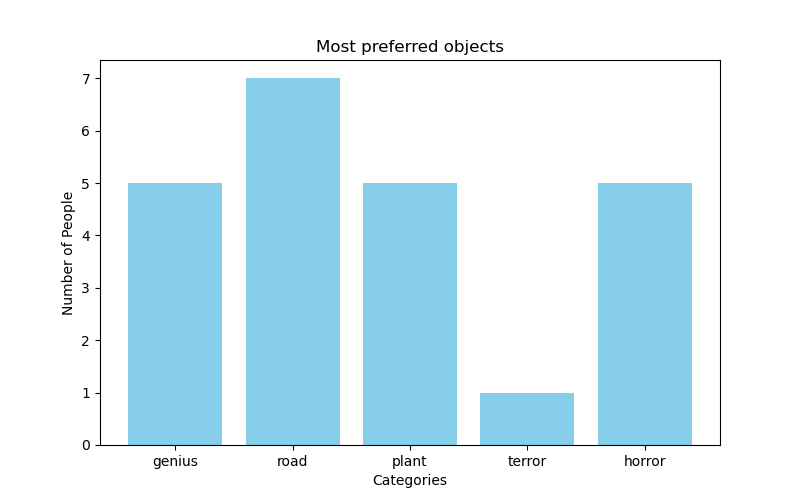 Most preferred objects
Number of People
7
6
5
4
3
2
1
0
genius road plant terror horror
Categories